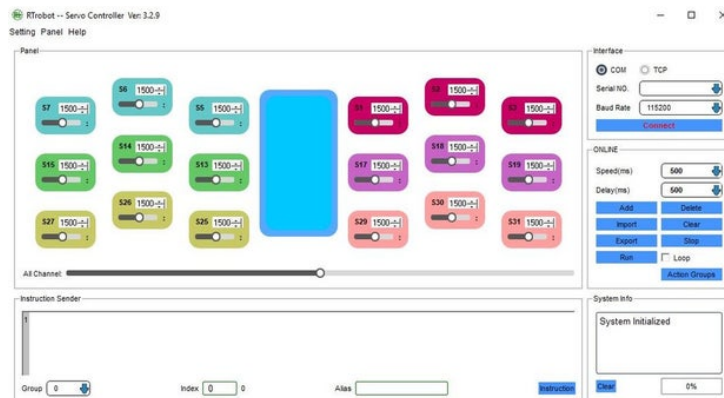 RTrobot -- Servo Controller Ver: 3.2.9
Setting Panel Help
Panel
S7 1500
S6 1500
S5 1500
S1 1500
S2 1500
S3 1500
S15 1500
S14 1500
S13 1500
S17 1500
S18 1500
S19 1500
S27 1500
S26 1500
S25 1500
S29 1500
S30 1500
S31 1500
All Channel:
Interface
COM TCP
Serial NO.
Baud Rate 115200
Connect
ONLINE
Speed(ms) 500
Delay(ms) 500
Add Delete
Import Clear
Export Stop
Run Loop
Action Groups
Instruction Sender
1
Group 0 Index 0 0 Alias Instruction
System Info
System Initialized
Clear 0%